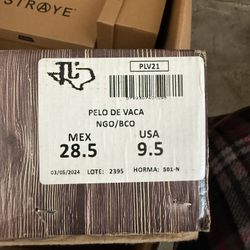 STRAYE
PLV21
PELO DE VACA
NGO/BCO
MEX USA
28.5 9.5
03/05/2024 LOTE: 2395 HORMA: 801-N